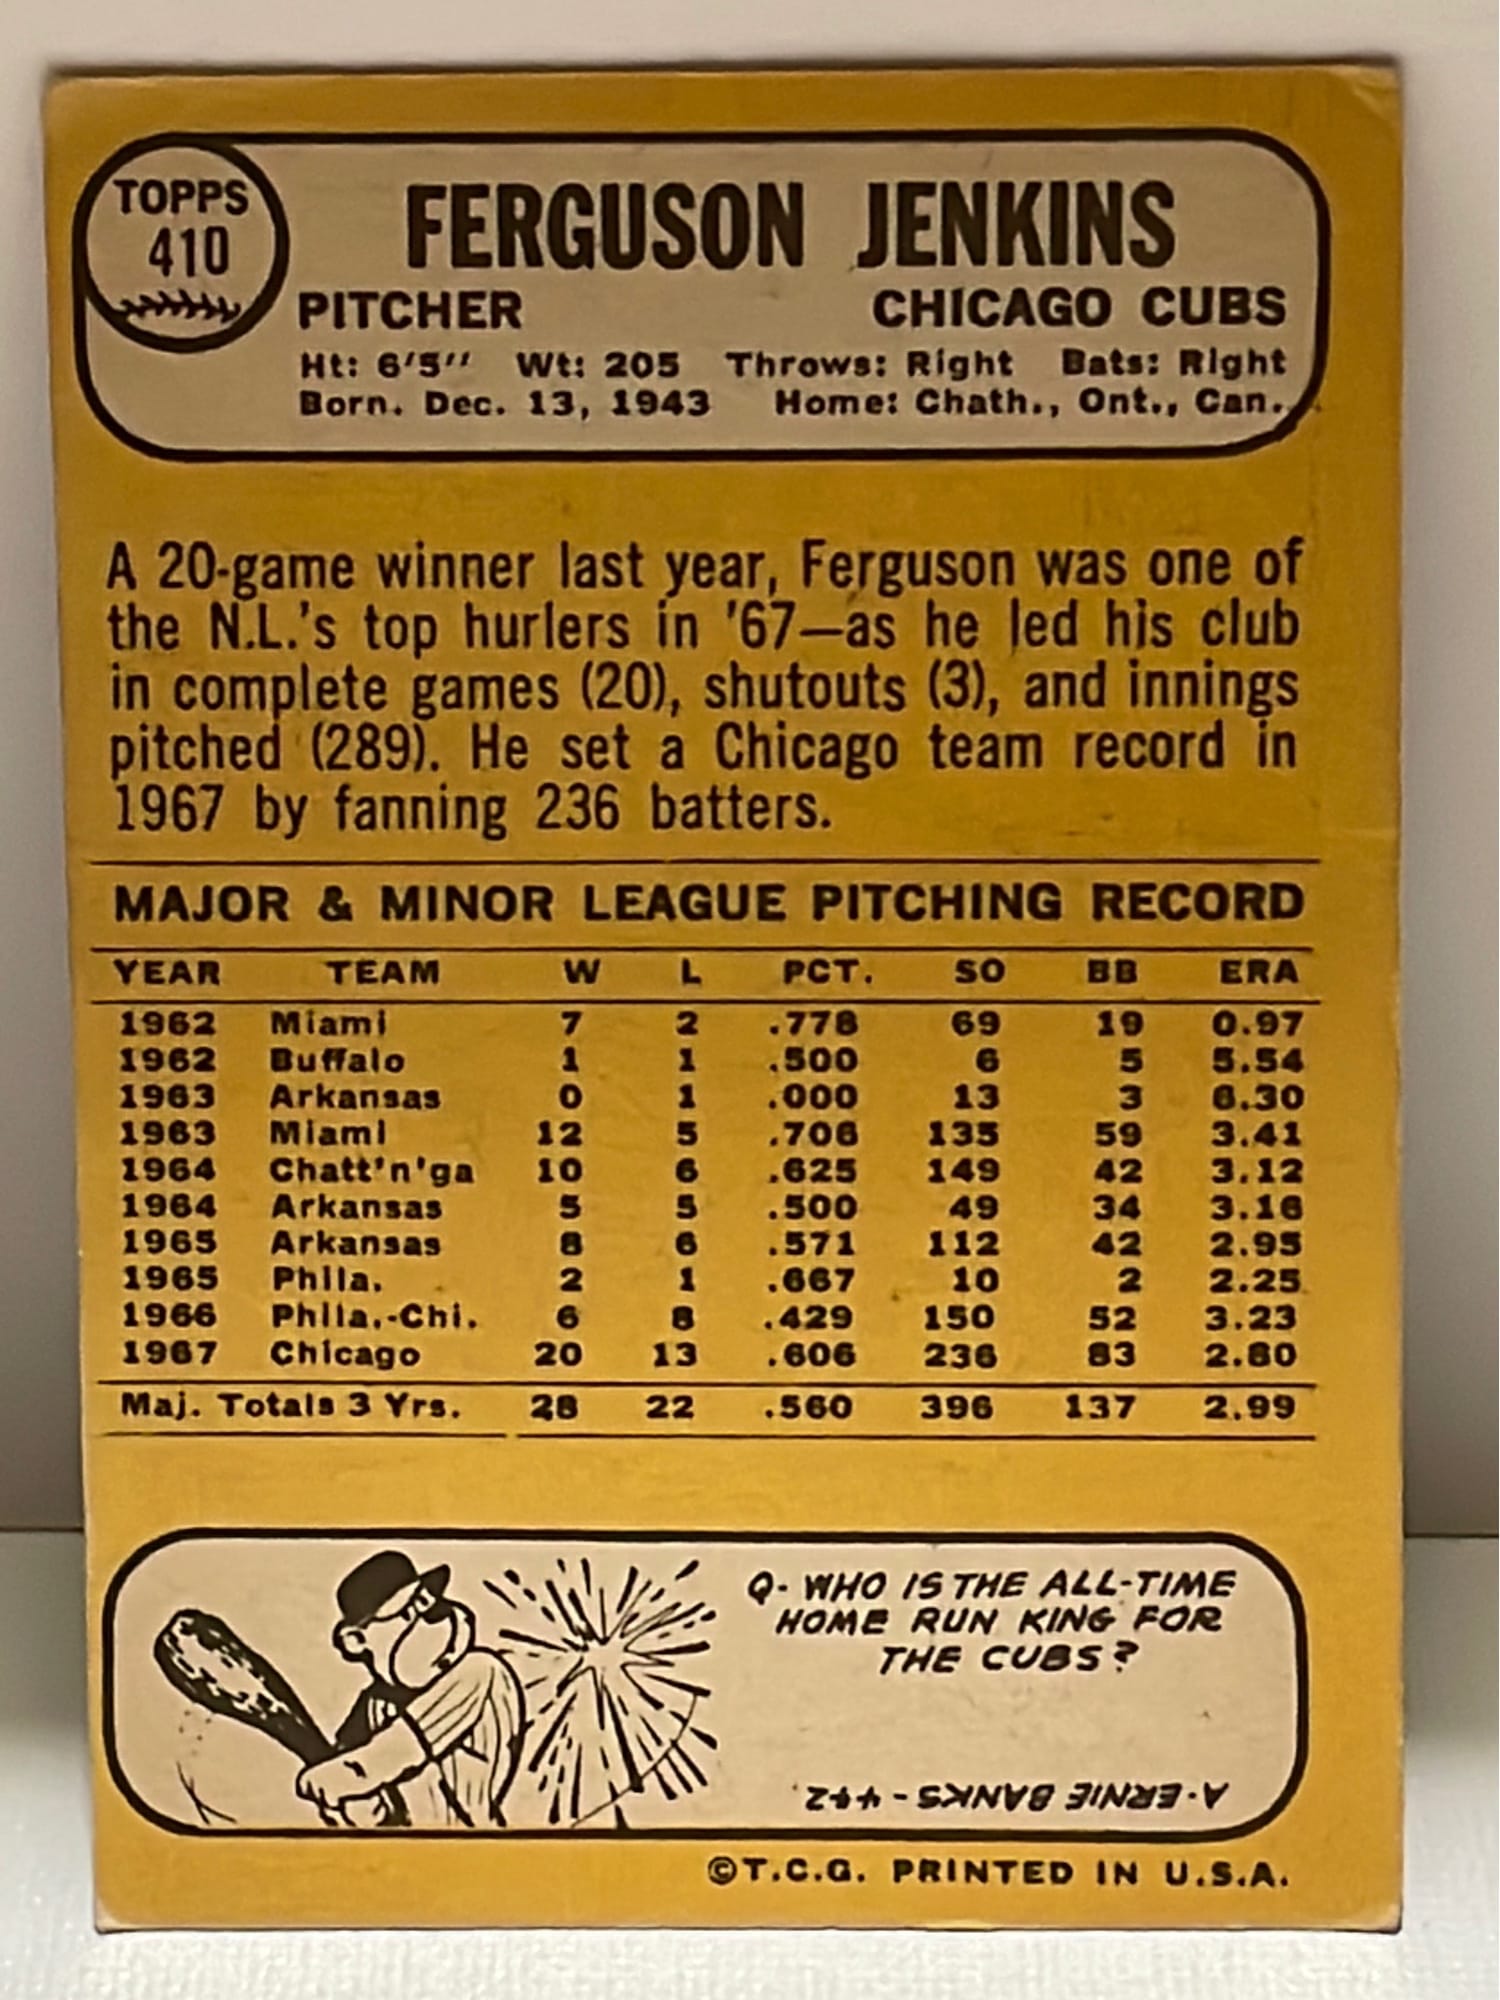 TOPPS
410
FERGUSON JENKINS
PITCHER CHICAGO CUBS
Ht: 6'5" Wt: 205 Throws: Right Bats: Right
Born. Dec. 13, 1943 Home: Chath., Ont., Can.
A 20-game winner last year, Ferguson was one of
the N.L.'s top hurlers in '67—as he led his club
in complete games (20), shutouts (3), and innings
pitched (289). He set a Chicago team record in
1967 by fanning 236 batters.
MAJOR & MINOR LEAGUE PITCHING RECORD
YEAR TEAM W L PCT. SO BB ERA
1962 Miami 7 2 .778 69 19 0.97
1962 Buffalo 1 1 .500 6 5 5.54
1963 Arkansas 0 1 .000 13 3 6.30
1963 Miami 12 5 .706 135 59 3.41
1964 Chatt'n'ga 10 6 .625 149 42 3.12
1964 Arkansas 5 5 .500 49 34 3.16
1965 Arkansas 8 6 .571 112 42 2.95
1965 Phila. 2 1 .667 10 2 2.25
1966 Phila.-Chi. 6 8 .429 150 52 3.23
1967 Chicago 20 13 .606 236 83 2.80
Maj. Totals 3 Yrs. 28 22 .560 396 137 2.99
Q- WHO IS THE ALL-TIME
HOME RUN KING FOR
THE CUBS?
A-ERNIE BANKS - 442.
©T.C.G. PRINTED IN U.S.A.